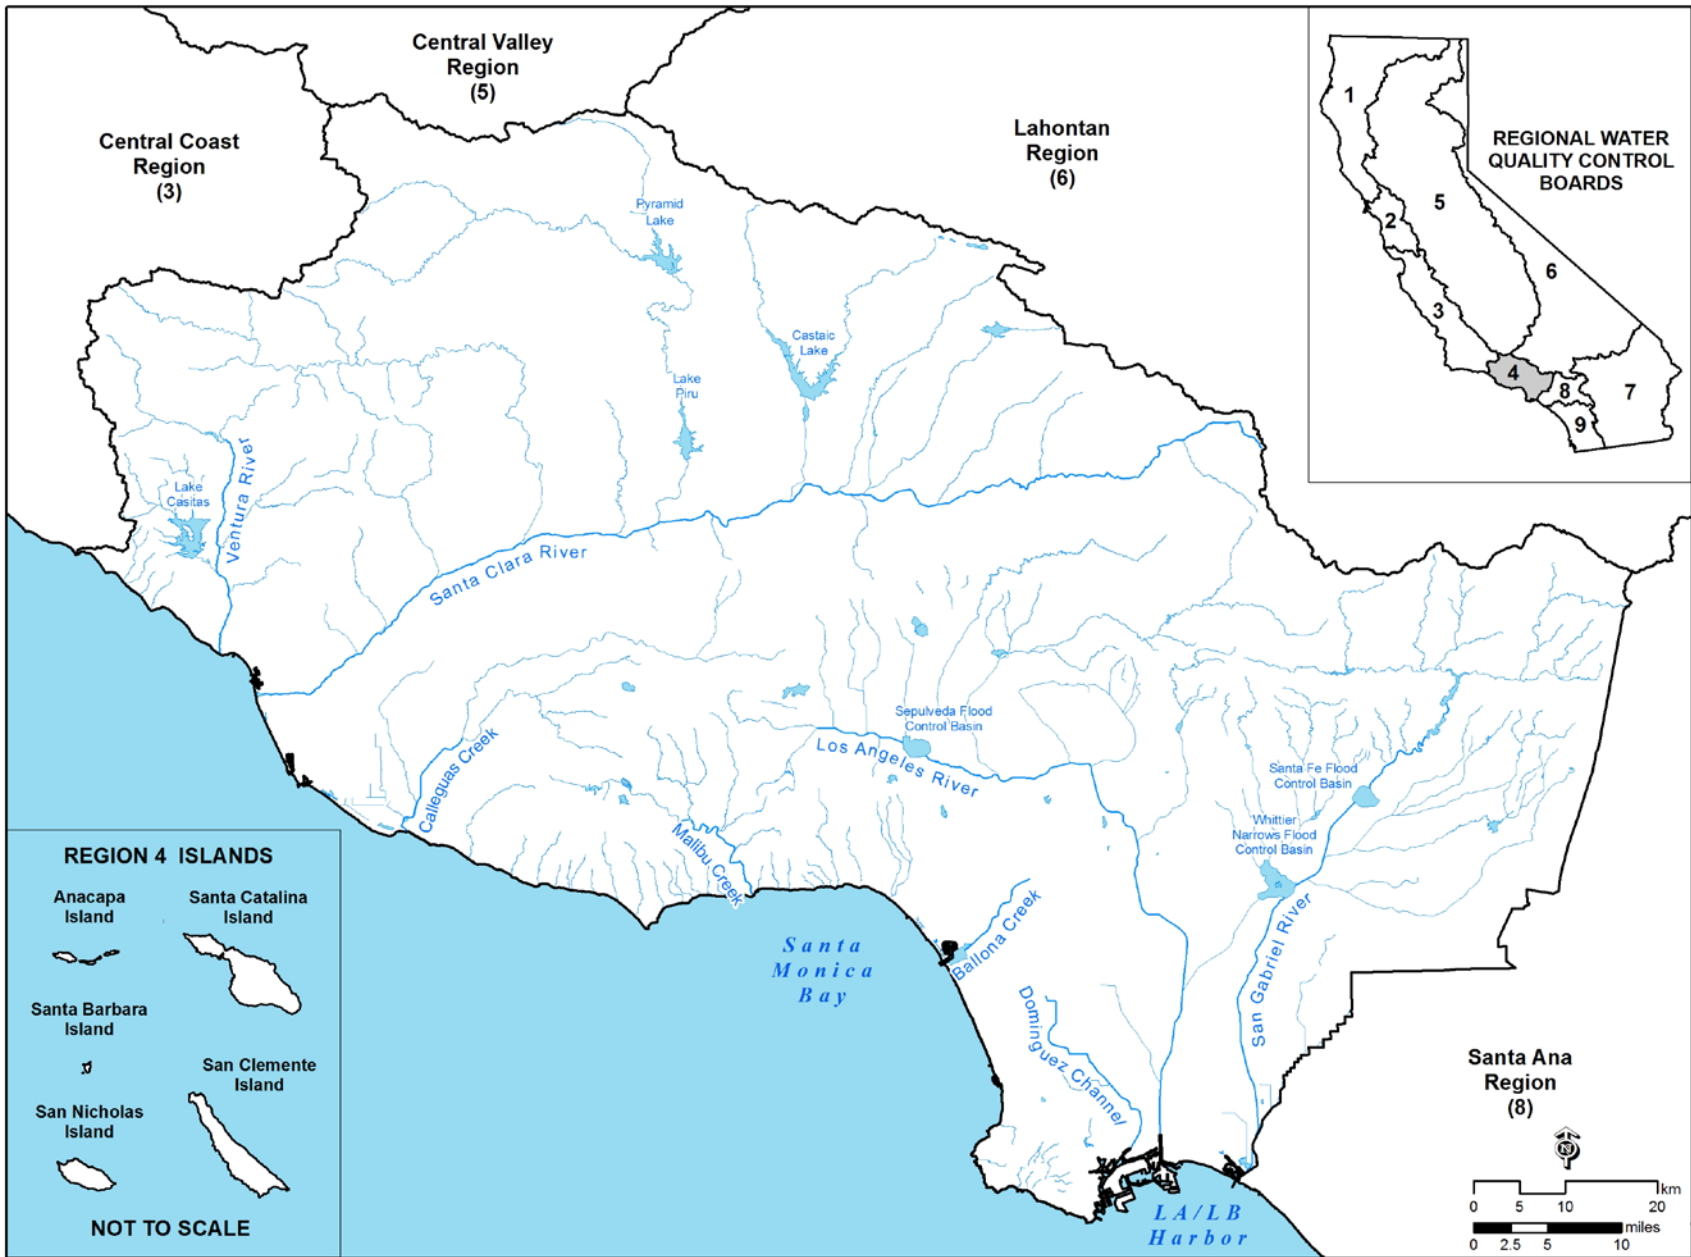 Central Valley
Region
(5)
Central Coast
Region
(3)
Lahontan
Region
(6)
REGIONAL WATER
QUALITY CONTROL
BOARDS
1
2
3
4
5
6
7
8
9
Pyramid
Lake
Castaic
Lake
Lake
Piru
Lake
Casitas
Ventura River
Santa Clara River
Sepulveda Flood
Control Basin
Los Angeles River
Calleguas Creek
Malibu Creek
Santa Fe Flood
Control Basin
Whittier
Narrows Flood
Control Basin
San Gabriel River
Ballona Creek
Dominguez Channel
Santa
Monica
Bay
LA/LB
Harbor
Santa Ana
Region
(8)
N
km
0 5 10 20
miles
0 2.5 5 10
REGION 4 ISLANDS
Anacapa
Island
Santa Catalina
Island
Santa Barbara
Island
San Clemente
Island
San Nicholas
Island
NOT TO SCALE